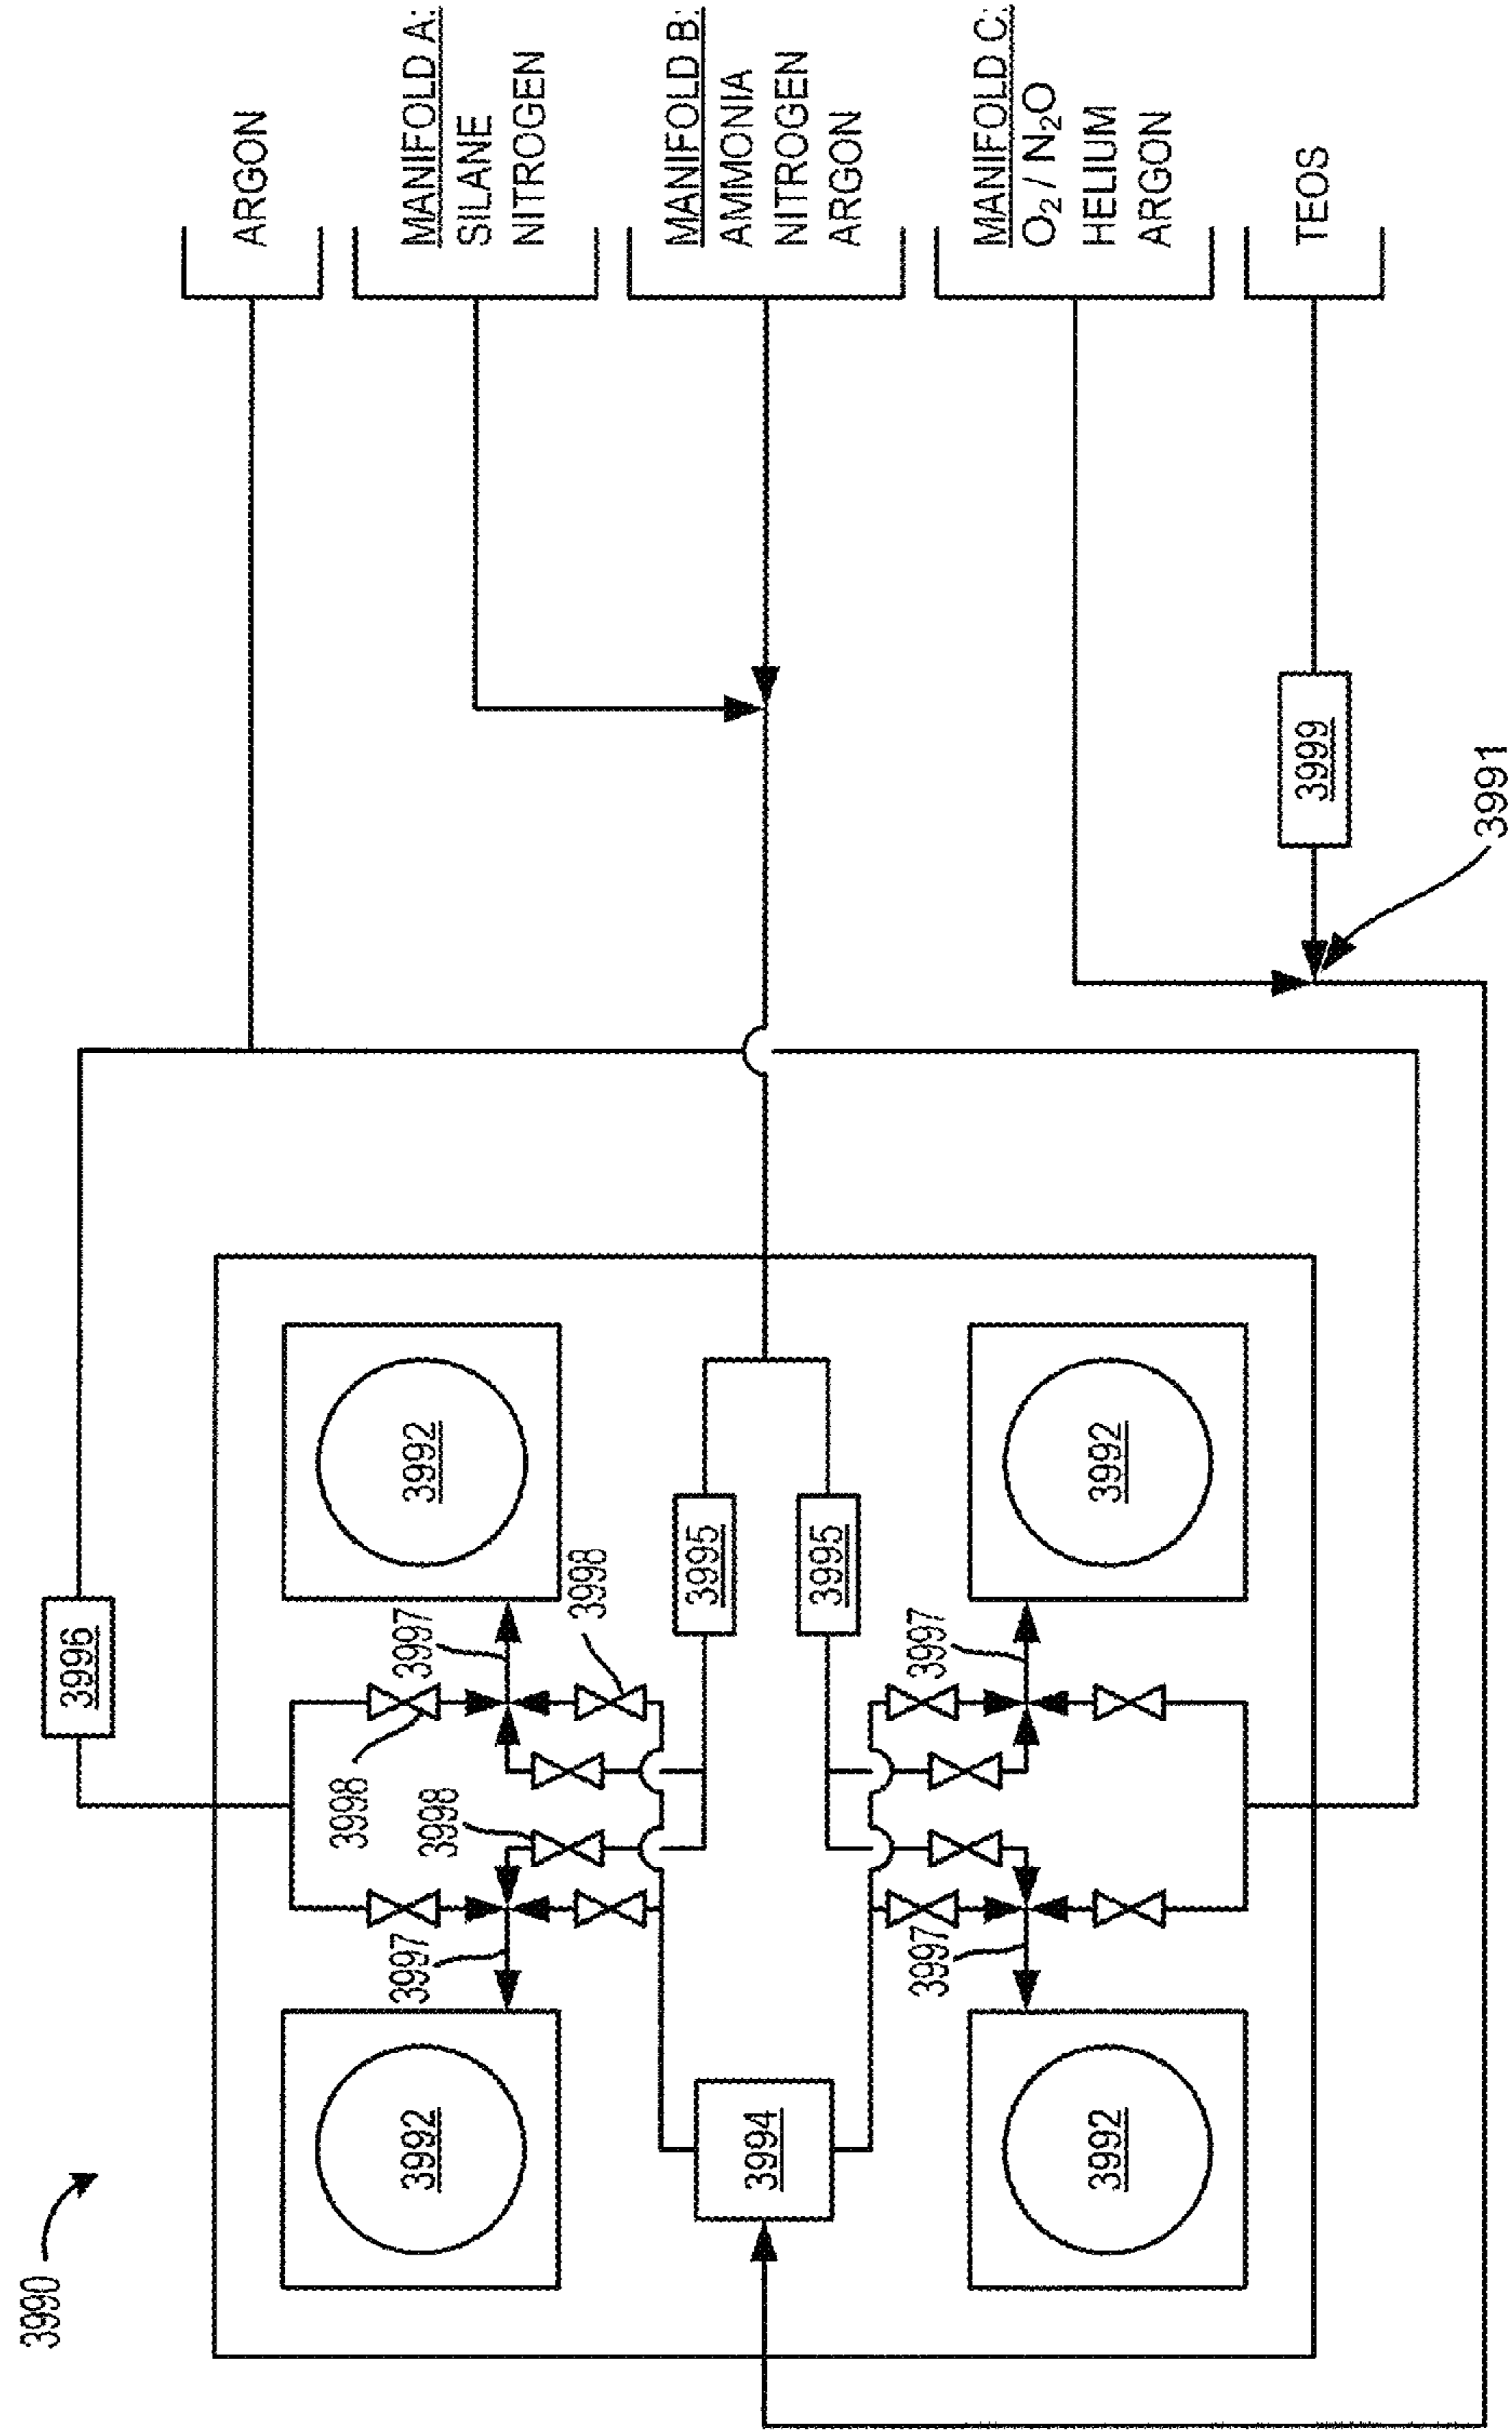 3990
3996
ARGON
MANIFOLD A:
SILANE
NITROGEN
MANIFOLD B:
AMMONIA
NITROGEN
ARGON
MANIFOLD C:
O2 / N2O
HELIUM
ARGON
TEOS
3999
3991
3992
3992
3992
3992
3994
3995
3995
3997
3997
3997
3997
3998
3998
3998